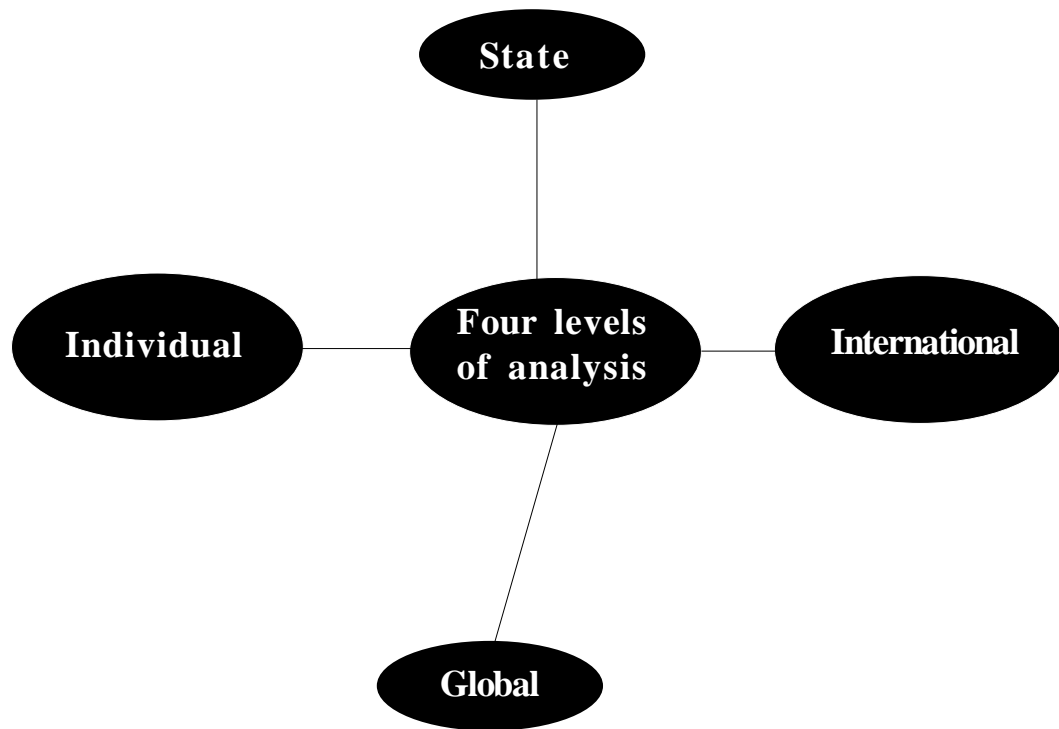 State
Individual
Four levels
of analysis
International
Global